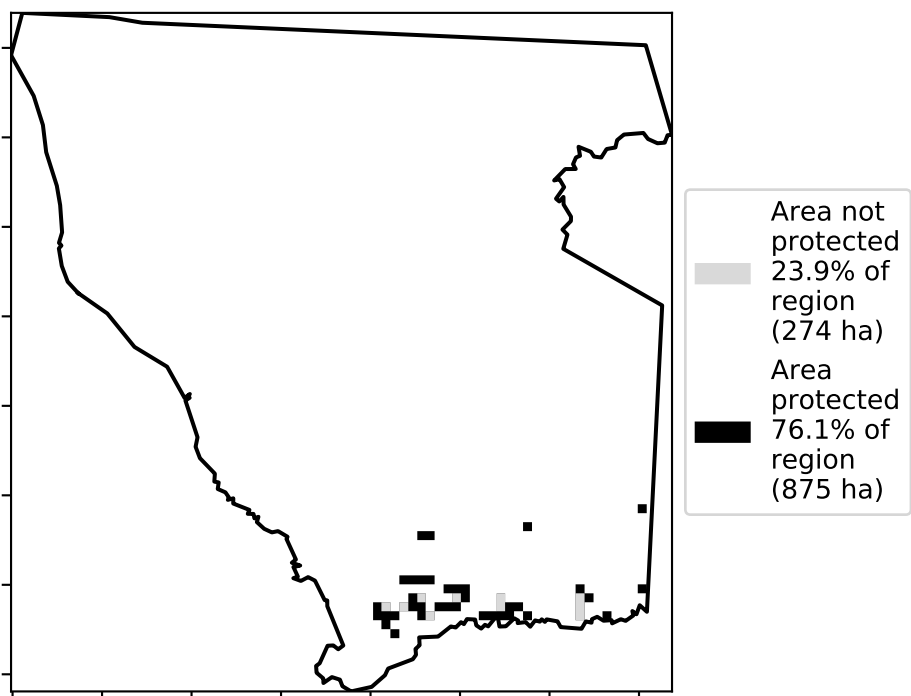 Area not
protected
23.9% of
region
(274 ha)
Area
protected
76.1% of
region
(875 ha)